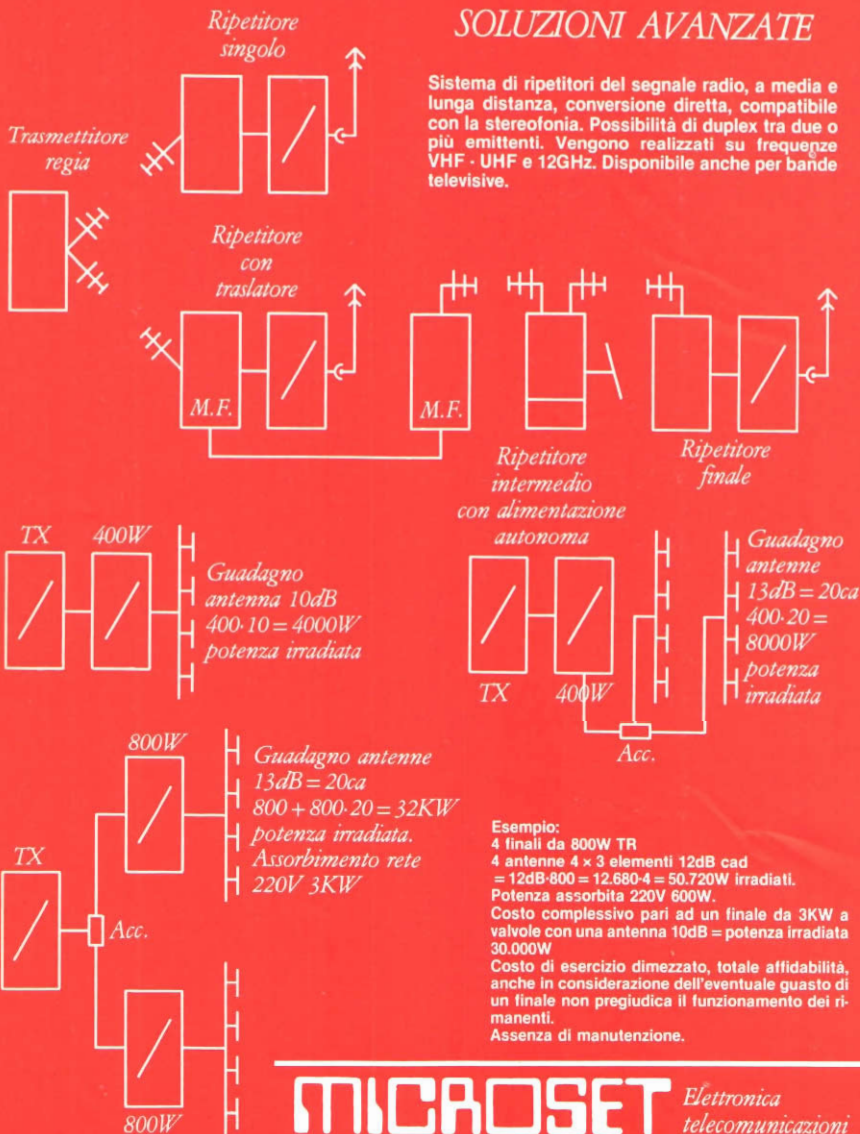 SOLUZIONI AVANZATE
Sistema di ripetitori del segnale radio, a media e
lunga distanza, conversione diretta, compatibile
con la stereofonia. Possibilità di duplex tra due o
più emittenti. Vengono realizzati su frequenze
VHF - UHF e 12GHz. Disponibile anche per bande
televisive.
Ripetitore
singolo
Trasmettitore
regia
Ripetitore
con
traslatore
M.F.
M.F.
Ripetitore
intermedio
con alimentazione
autonoma
Ripetitore
finale
TX
400W
Guadagno
antenna 10dB
400·10 = 4000W
potenza irradiata
TX
400W
Acc.
Guadagno
antenne
13dB = 20ca
400·20 =
8000W
potenza
irradiata
800W
Guadagno antenne
13dB = 20ca
800 + 800·20 = 32KW
potenza irradiata.
Assorbimento rete
220V 3KW
TX
Acc.
800W
Esempio:
4 finali da 800W TR
4 antenne 4 x 3 elementi 12dB cad
= 12dB·800 = 12.680·4 = 50.720W irradiati.
Potenza assorbita 220V 600W.
Costo complessivo pari ad un finale da 3KW a
valvole con una antenna 10dB = potenza irradiata
30.000W
Costo di esercizio dimezzato, totale affidabilità,
anche in considerazione dell'eventuale guasto di
un finale non pregiudica il funzionamento dei ri-
manenti.
Assenza di manutenzione.
MICROSET
Elettronica
telecomunicazioni